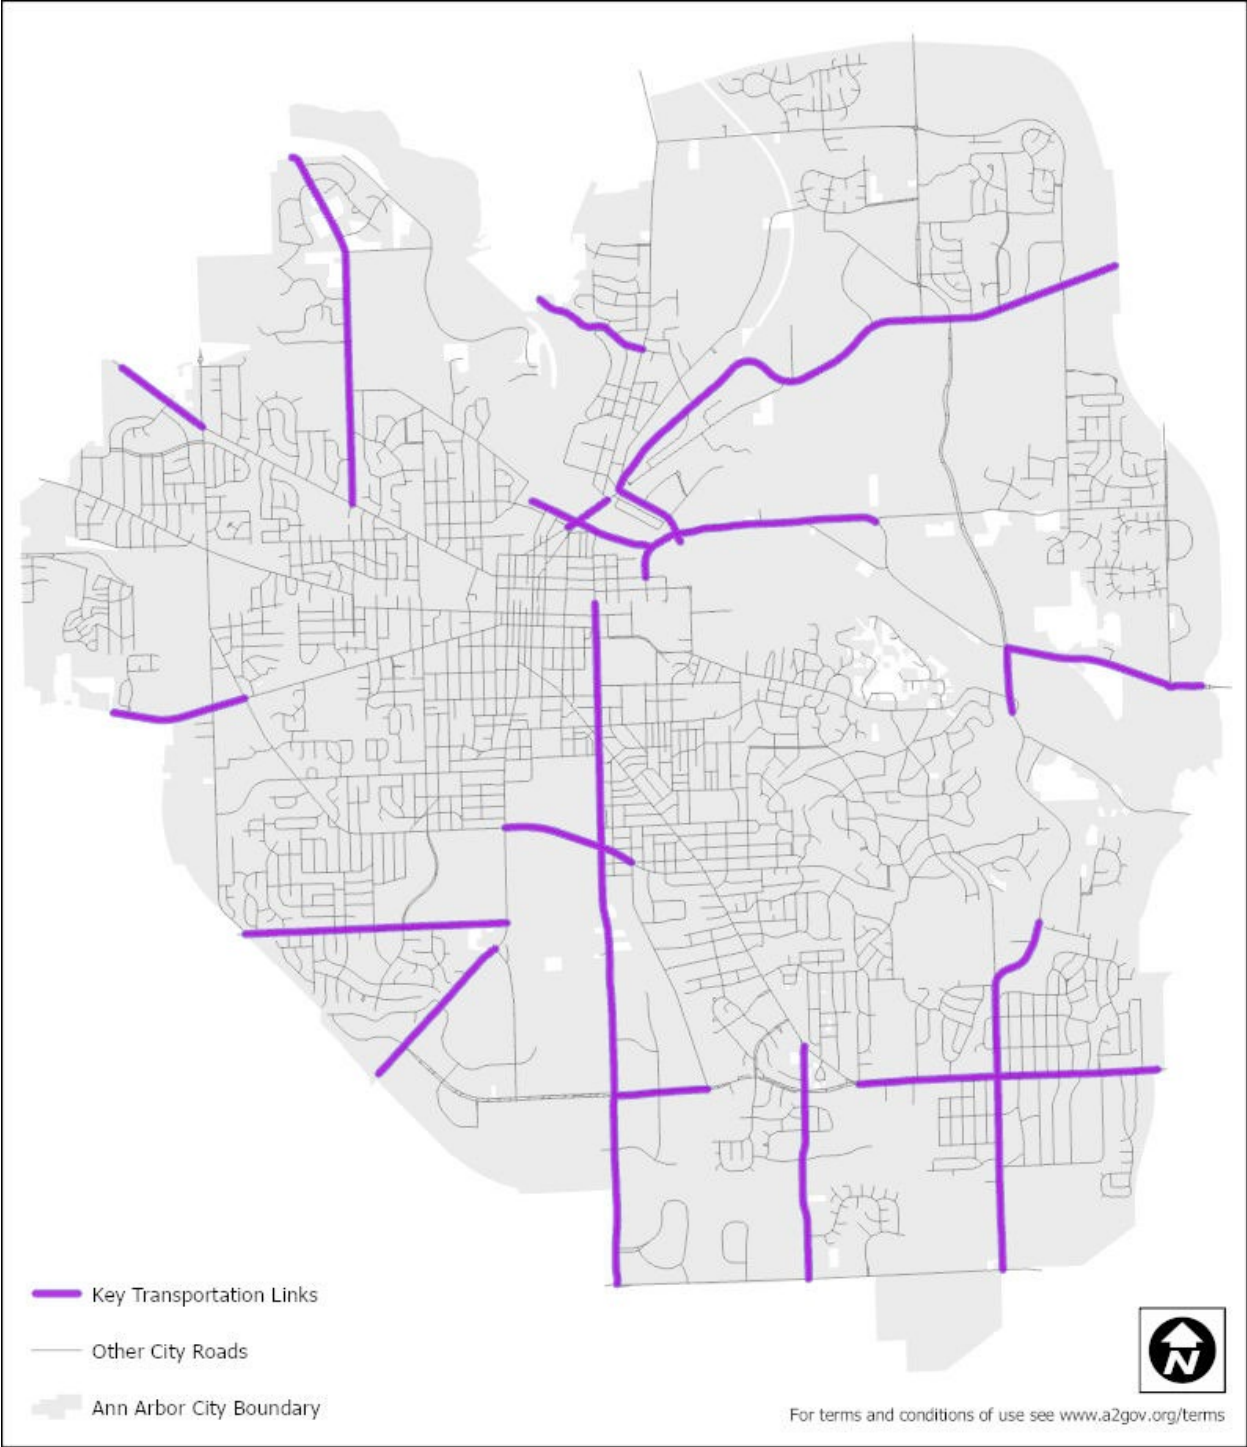 Key Transportation Links
Other City Roads
Ann Arbor City Boundary
N
For terms and conditions of use see www.a2gov.org/terms